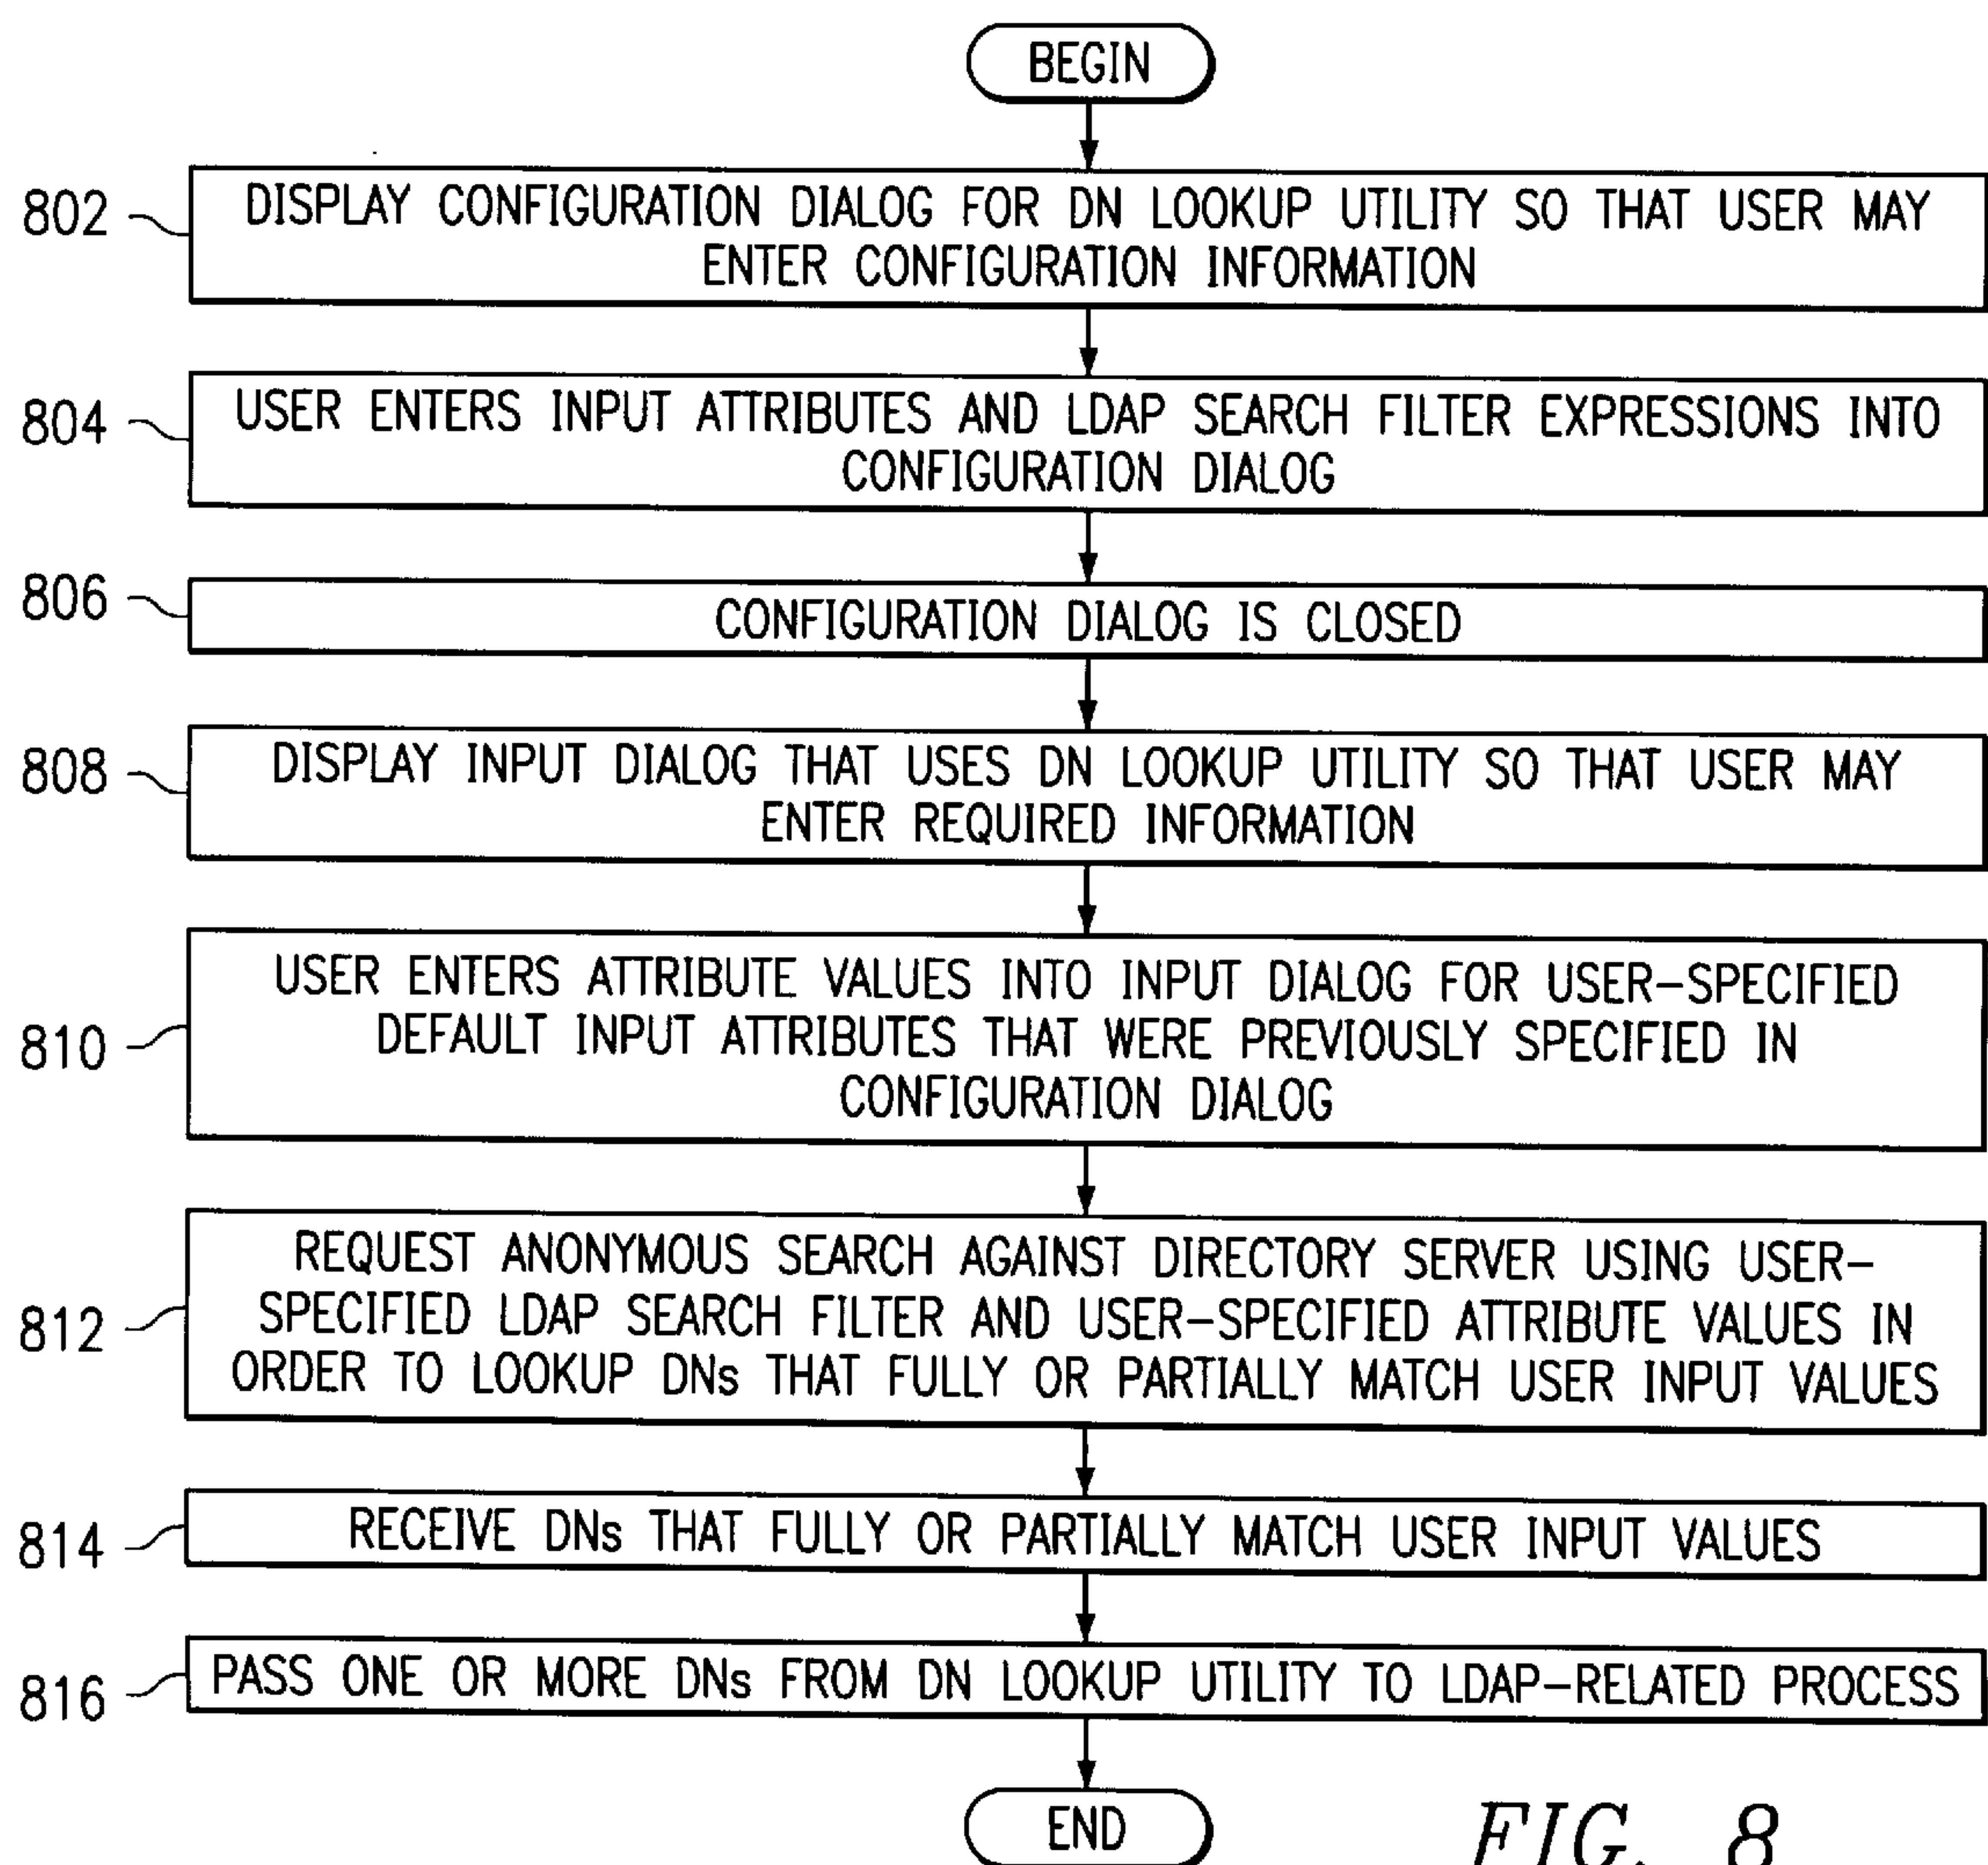 BEGIN
802
DISPLAY CONFIGURATION DIALOG FOR DN LOOKUP UTILITY SO THAT USER MAY
ENTER CONFIGURATION INFORMATION
804
USER ENTERS INPUT ATTRIBUTES AND LDAP SEARCH FILTER EXPRESSIONS INTO
CONFIGURATION DIALOG
806
CONFIGURATION DIALOG IS CLOSED
808
DISPLAY INPUT DIALOG THAT USES DN LOOKUP UTILITY SO THAT USER MAY
ENTER REQUIRED INFORMATION
810
USER ENTERS ATTRIBUTE VALUES INTO INPUT DIALOG FOR USER-SPECIFIED
DEFAULT INPUT ATTRIBUTES THAT WERE PREVIOUSLY SPECIFIED IN
CONFIGURATION DIALOG
812
REQUEST ANONYMOUS SEARCH AGAINST DIRECTORY SERVER USING USER-
SPECIFIED LDAP SEARCH FILTER AND USER-SPECIFIED ATTRIBUTE VALUES IN
ORDER TO LOOKUP DNs THAT FULLY OR PARTIALLY MATCH USER INPUT VALUES
814
RECEIVE DNs THAT FULLY OR PARTIALLY MATCH USER INPUT VALUES
816
PASS ONE OR MORE DNs FROM DN LOOKUP UTILITY TO LDAP-RELATED PROCESS
END
FIG. 8